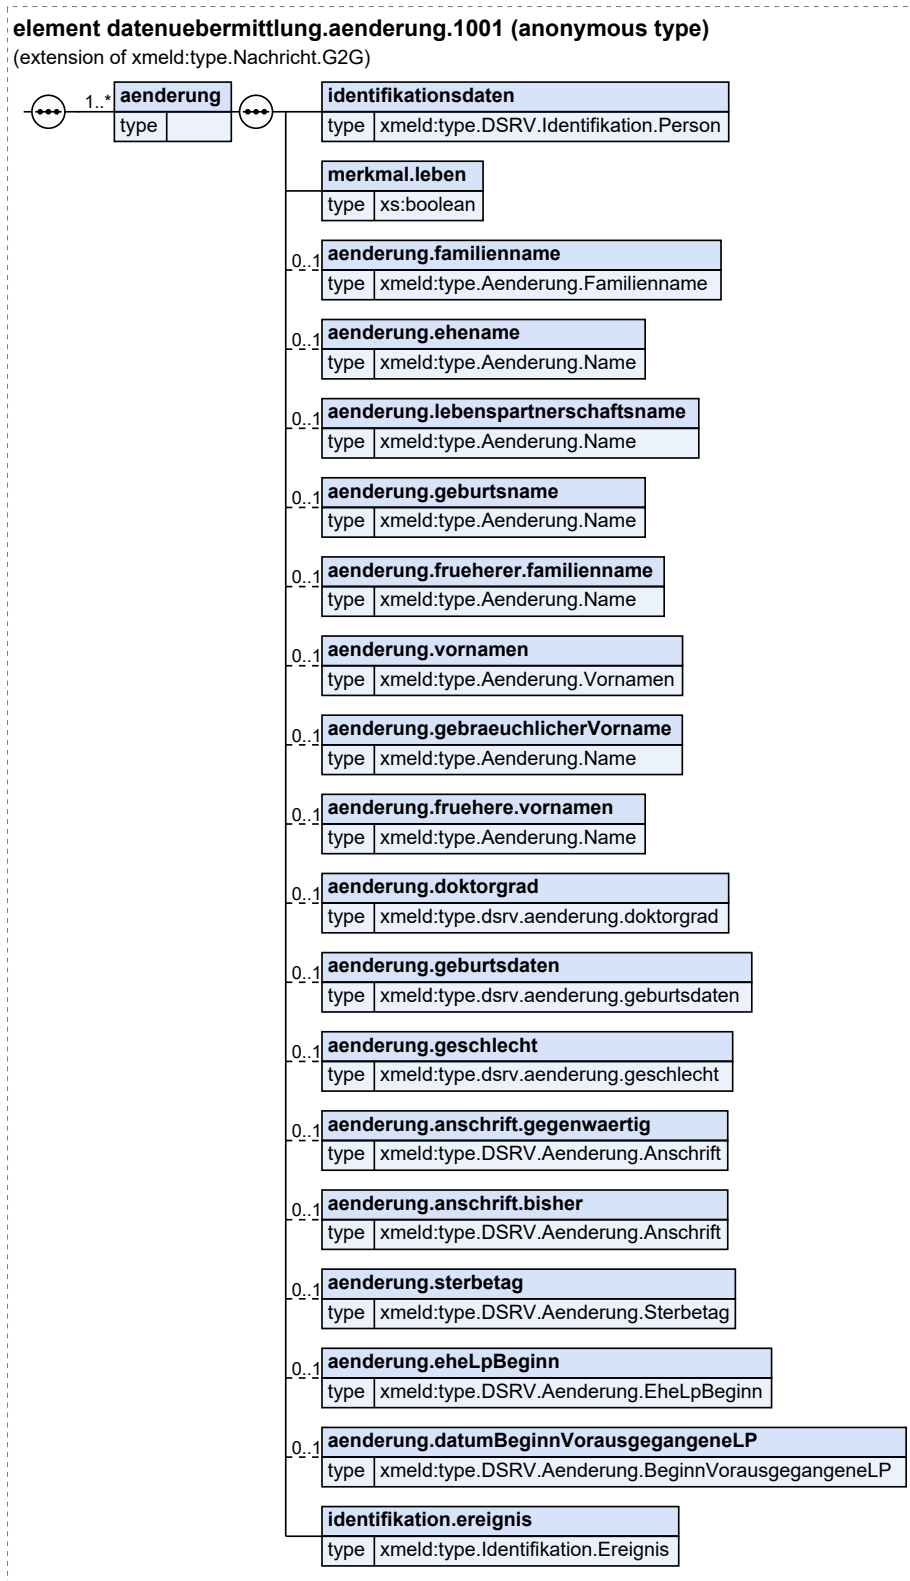 element datenuebermittlung.aenderung.1001 (anonymous type)
(extension of xmeld:type.Nachricht.G2G)
1..* aenderung
type
identifikationsdaten
type xmeld:type.DSRV.Identifikation.Person
merkmal.leben
type xs:boolean
0..1 aenderung.familienname
type xmeld:type.Aenderung.Familienname
0..1 aenderung.ehename
type xmeld:type.Aenderung.Name
0..1 aenderung.lebenspartnerschaftsname
type xmeld:type.Aenderung.Name
0..1 aenderung.geburtsname
type xmeld:type.Aenderung.Name
0..1 aenderung.frueherer.familienname
type xmeld:type.Aenderung.Name
0..1 aenderung.vornamen
type xmeld:type.Aenderung.Vornamen
0..1 aenderung.gebraeuchlicherVorname
type xmeld:type.Aenderung.Name
0..1 aenderung.fruehere.vornamen
type xmeld:type.Aenderung.Name
0..1 aenderung.doktorgrad
type xmeld:type.dsrv.aenderung.doktorgrad
0..1 aenderung.geburtsdaten
type xmeld:type.dsrv.aenderung.geburtsdaten
0..1 aenderung.geschlecht
type xmeld:type.dsrv.aenderung.geschlecht
0..1 aenderung.anschrift.gegenwaertig
type xmeld:type.DSRV.Aenderung.Anschrift
0..1 aenderung.anschrift.bisher
type xmeld:type.DSRV.Aenderung.Anschrift
0..1 aenderung.sterbetag
type xmeld:type.DSRV.Aenderung.Sterbetag
0..1 aenderung.eheLpBeginn
type xmeld:type.DSRV.Aenderung.EheLpBeginn
0..1 aenderung.datumBeginnVorausgegangeneLP
type xmeld:type.DSRV.Aenderung.BeginnVorausgegangeneLP
identifikation.ereignis
type xmeld:type.Identifikation.Ereignis